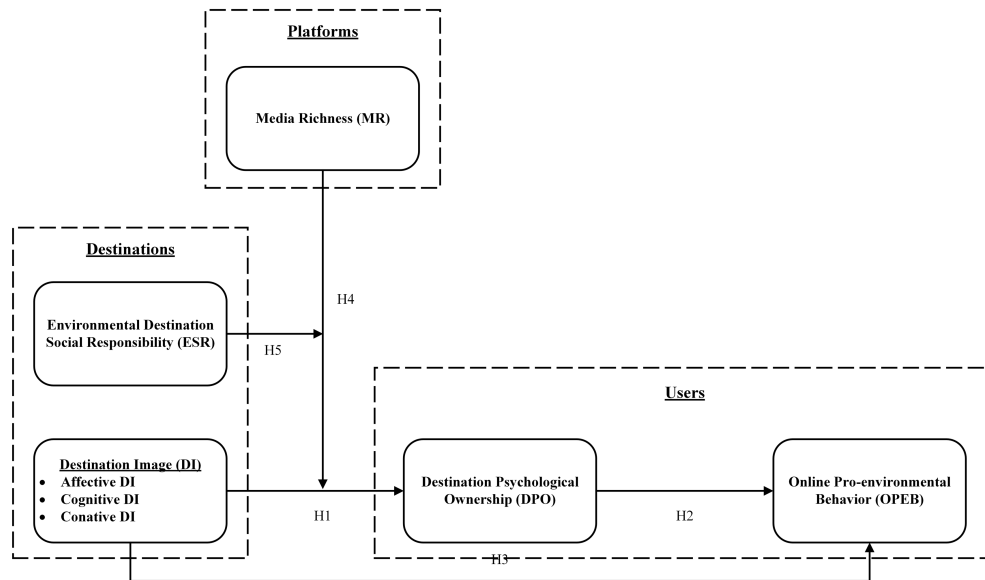 Platforms
Media Richness (MR)
Destinations
Environmental Destination
Social Responsibility (ESR)
H4
H5
Users
Destination Image (DI)
• Affective DI
• Cognitive DI
• Conative DI
H1
Destination Psychological
Ownership (DPO)
H2
Online Pro-environmental
Behavior (OPEB)
H3